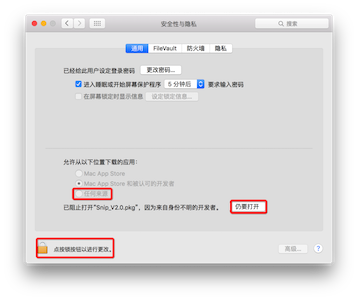 安全性与隐私
搜索
通用 FileVault 防火墙 隐私
已经给此用户设定登录密码 更改密码...
进入睡眠或开始屏幕保护程序 5 分钟后 要求输入密码
在屏幕锁定时显示信息 设定锁定信息...
允许从以下位置下载的应用：
Mac App Store
Mac App Store 和被认可的开发者
任何来源
已阻止打开“Snip_V2.0.pkg”，因为来自身份不明的开发者。 仍要打开
点按锁按钮以进行更改。
高级... ?